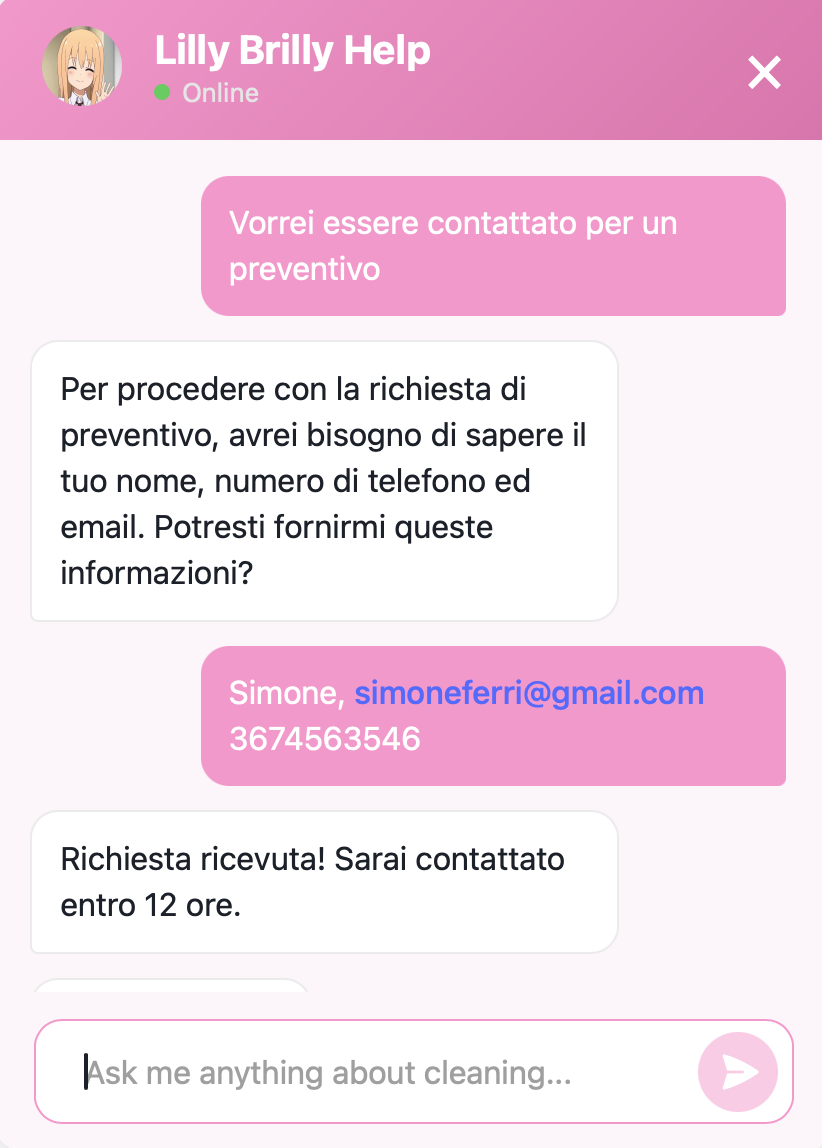 Lilly Brilly Help
Online
Vorrei essere contattato per un
preventivo
Per procedere con la richiesta di
preventivo, avrei bisogno di sapere il
tuo nome, numero di telefono ed
email. Potresti fornirmi queste
informazioni?
Simone, simoneferri@gmail.com
3674563546
Richiesta ricevuta! Sarai contattato
entro 12 ore.
Ask me anything about cleaning...